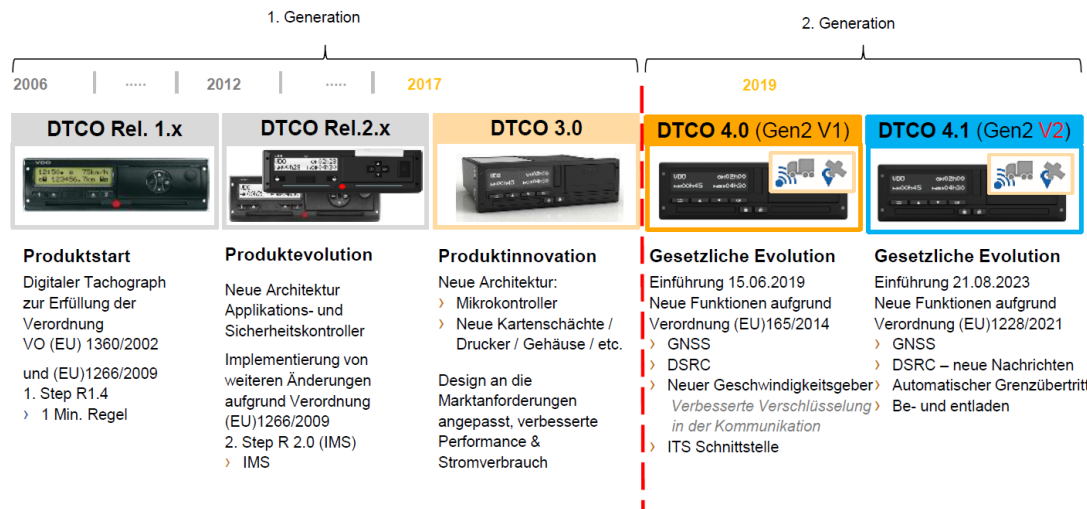 1. Generation
2. Generation
2006 | ..... | 2012 | ..... | 2017
2019
DTCO Rel. 1.x
VDO
Produktstart
Digitaler Tachograph
zur Erfüllung der
Verordnung
VO (EU) 1360/2002
und (EU)1266/2009
1. Step R1.4
› 1 Min. Regel
DTCO Rel.2.x
Produktevolution
Neue Architektur
Applikations- und
Sicherheitskontroller
Implementierung von
weiteren Änderungen
aufgrund Verordnung
(EU)1266/2009
2. Step R 2.0 (IMS)
› IMS
DTCO 3.0
Produktinnovation
Neue Architektur:
› Mikrokontroller
› Neue Kartenschächte /
Drucker / Gehäuse / etc.
Design an die
Marktanforderungen
angepasst, verbesserte
Performance &
Stromverbrauch
DTCO 4.0 (Gen2 V1)
Gesetzliche Evolution
Einführung 15.06.2019
Neue Funktionen aufgrund
Verordnung (EU)165/2014
› GNSS
› DSRC
› Neuer Geschwindigkeitsgeber
Verbesserte Verschlüsselung
in der Kommunikation
› ITS Schnittstelle
DTCO 4.1 (Gen2 V2)
Gesetzliche Evolution
Einführung 21.08.2023
Neue Funktionen aufgrund
Verordnung (EU)1228/2021
› GNSS
› DSRC – neue Nachrichten
› Automatischer Grenzübertritt
› Be- und entladen